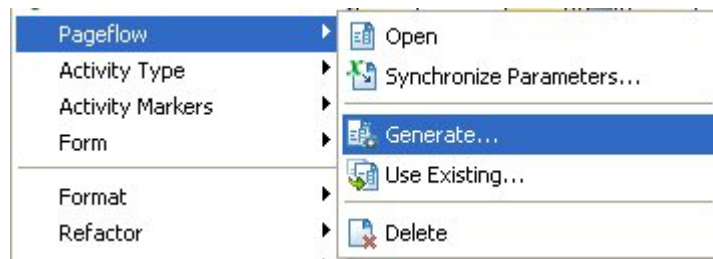 Pageflow
Activity Type
Activity Markers
Form
Format
Refactor
Open
Synchronize Parameters...
Generate...
Use Existing...
Delete